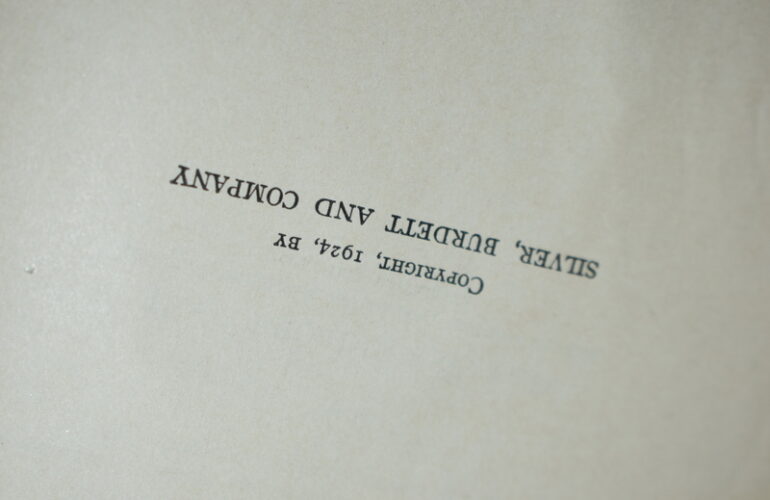 Copyright, 1924, by
SILVER, BURDETT AND COMPANY